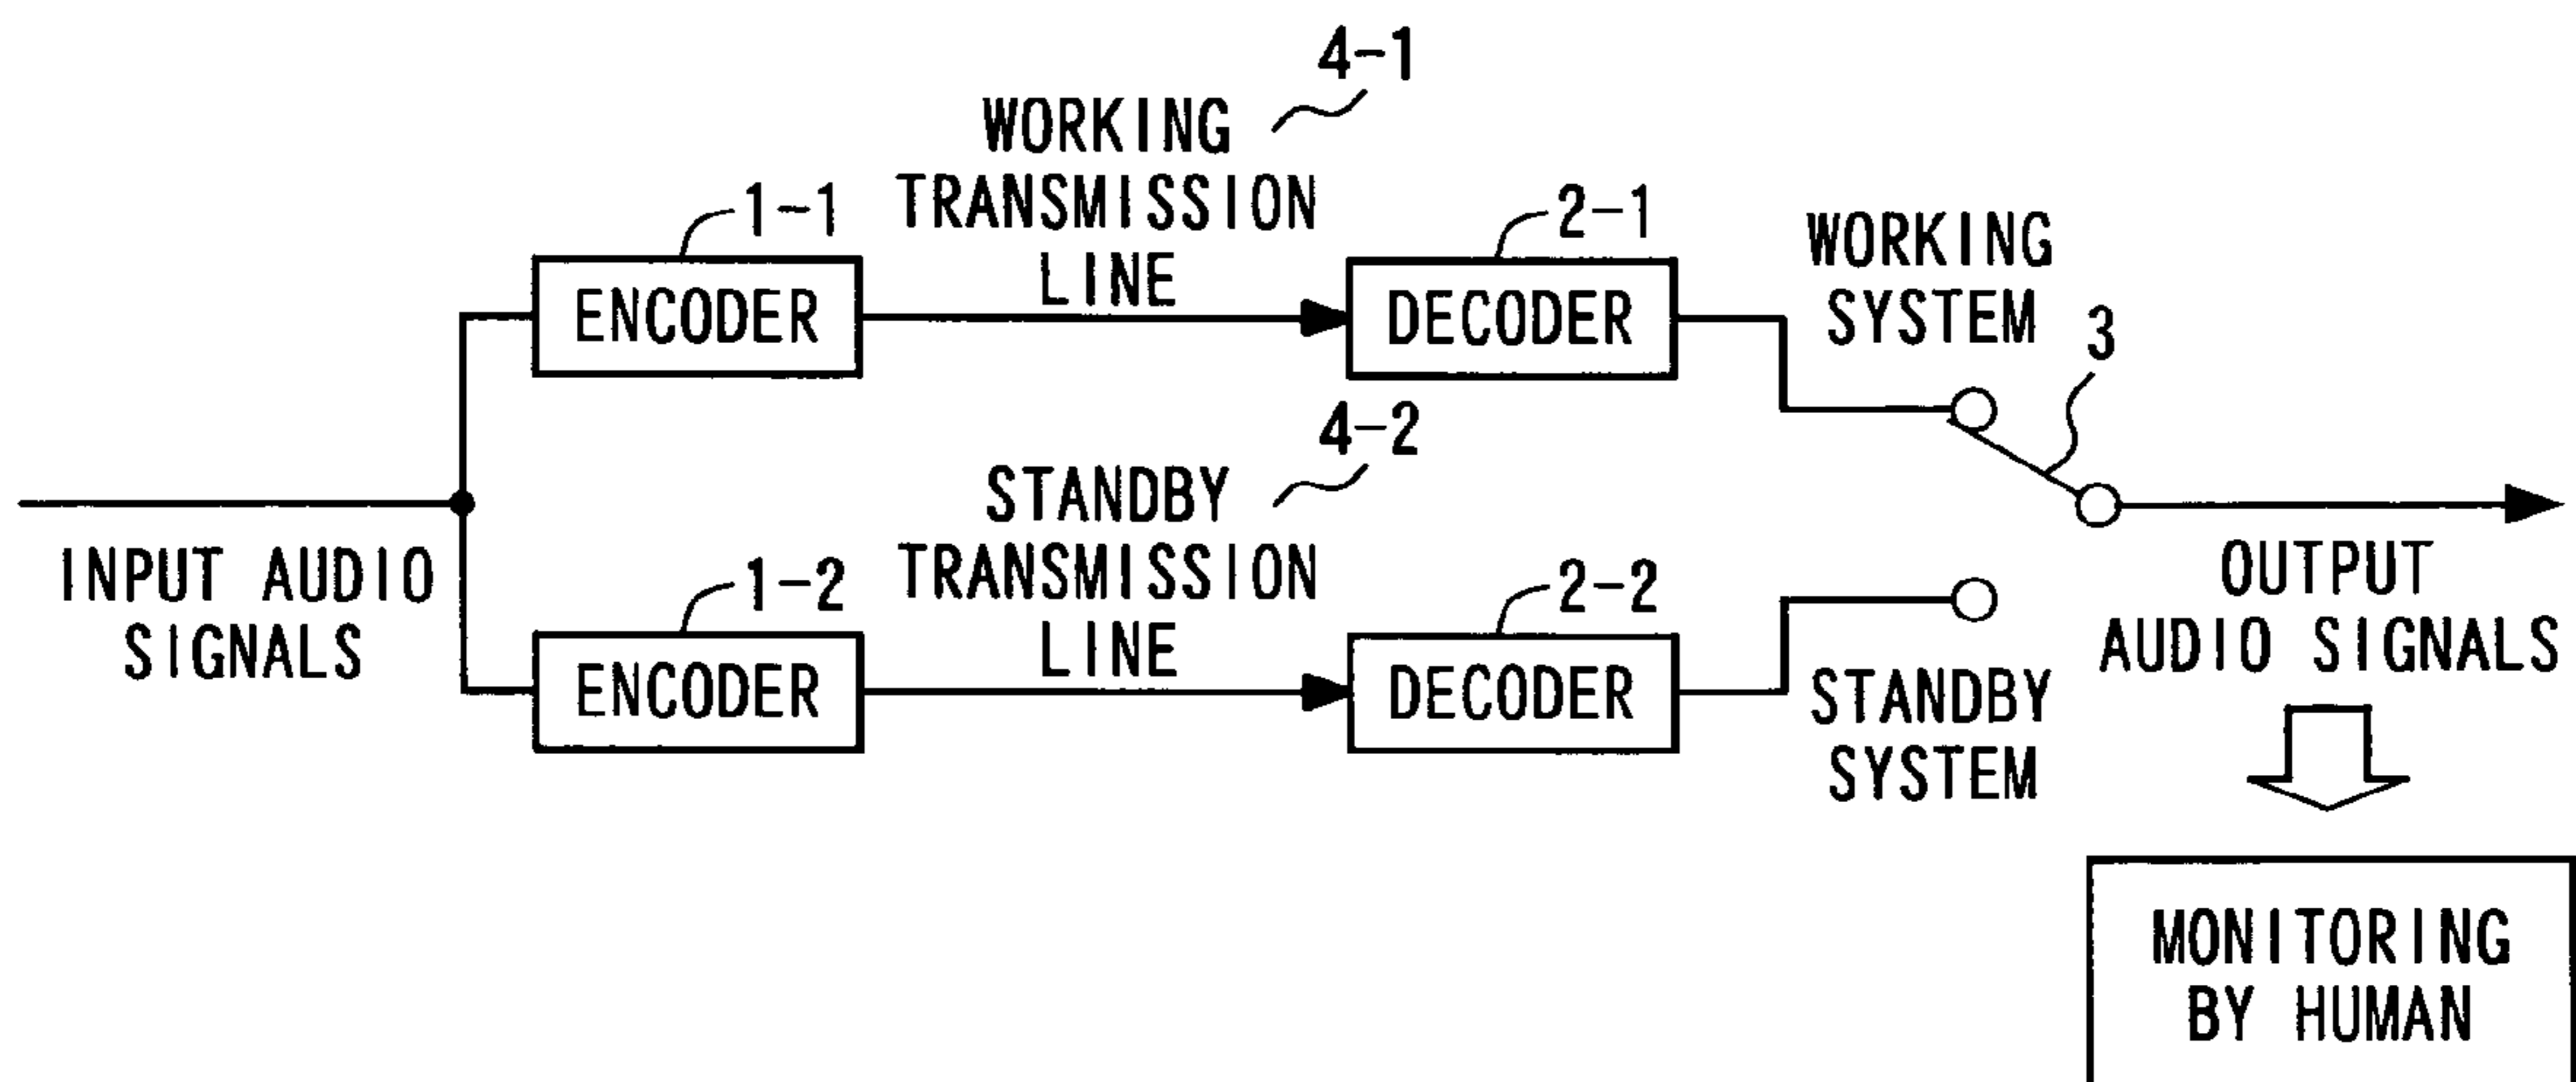 4-1
WORKING
TRANSMISSION
LINE
1-1
ENCODER
2-1
DECODER
WORKING
SYSTEM
3
4-2
STANDBY
TRANSMISSION
LINE
INPUT AUDIO
SIGNALS
1-2
ENCODER
2-2
DECODER
STANDBY
SYSTEM
OUTPUT
AUDIO SIGNALS
MONITORING
BY HUMAN